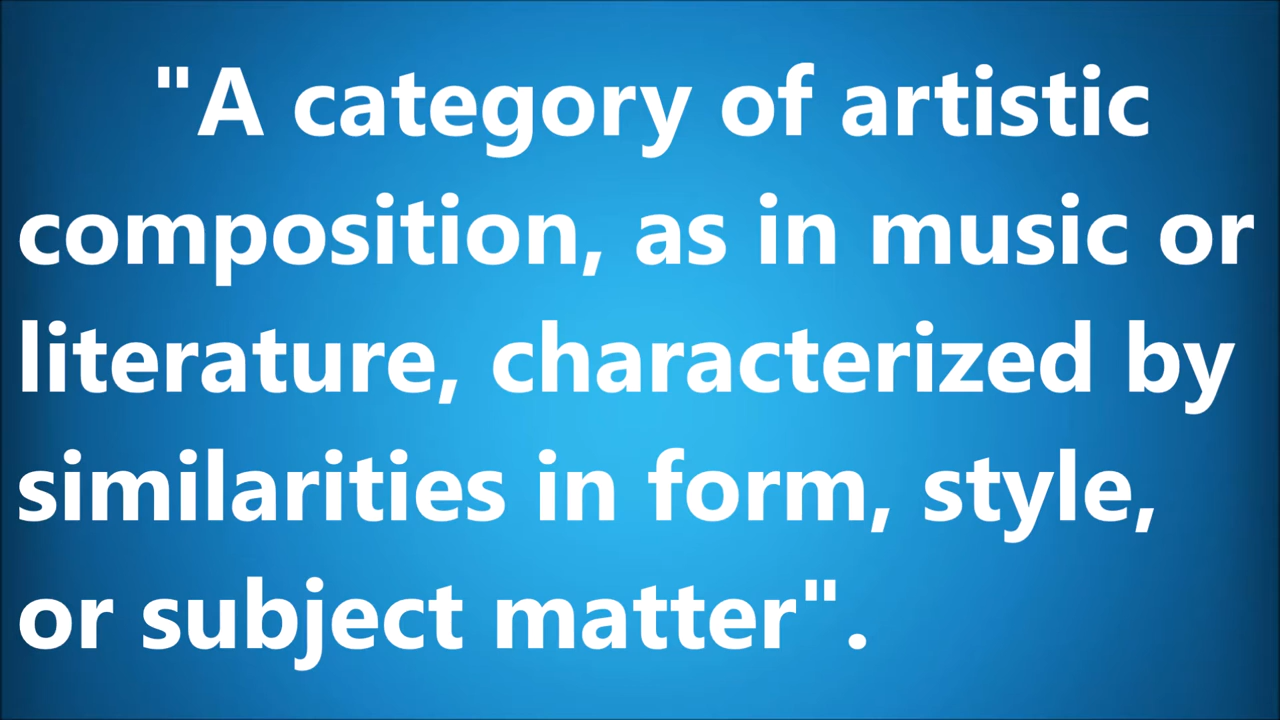 "A category of artistic
composition, as in music or
literature, characterized by
similarities in form, style,
or subject matter".